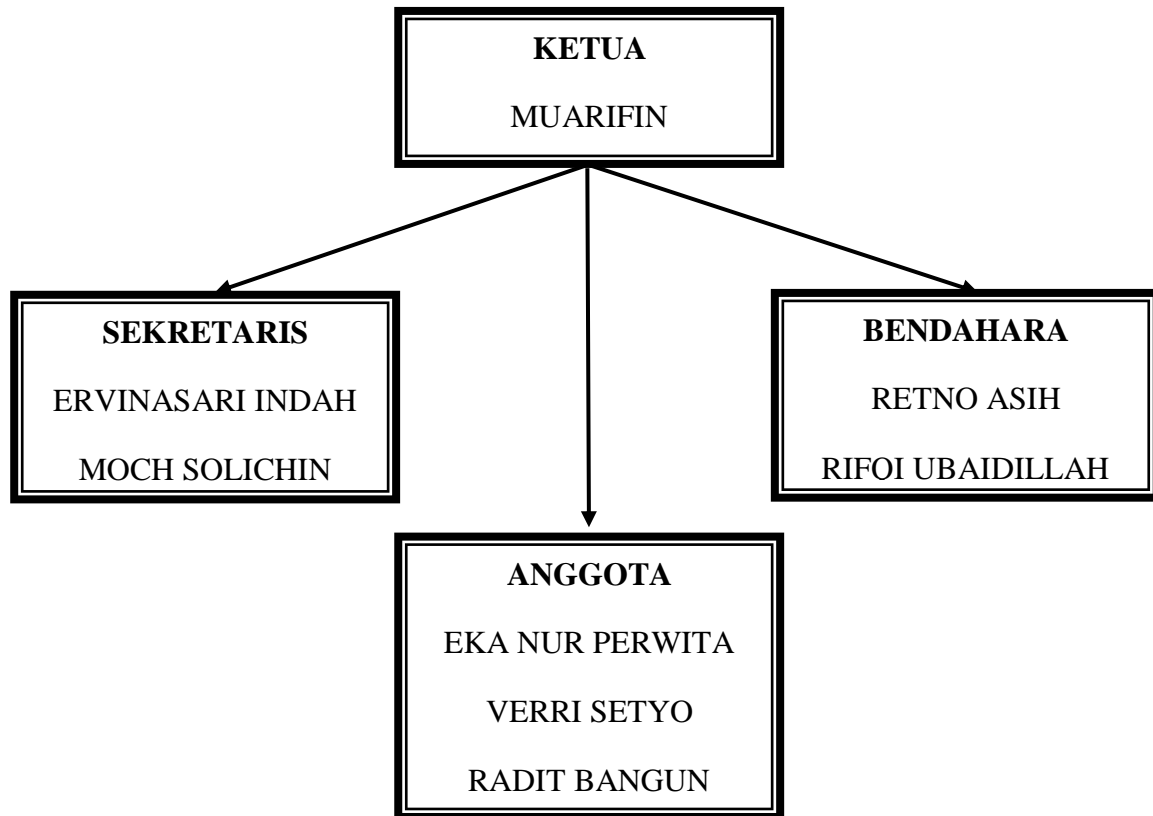 KETUA
MUARIFIN
SEKRETARIS
ERVINASARI INDAH
MOCH SOLICHIN
BENDAHARA
RETNO ASIH
RIFQI UBAIDILLAH
ANGGOTA
EKA NUR PERWITA
VERRI SETYO
RADIT BANGUN